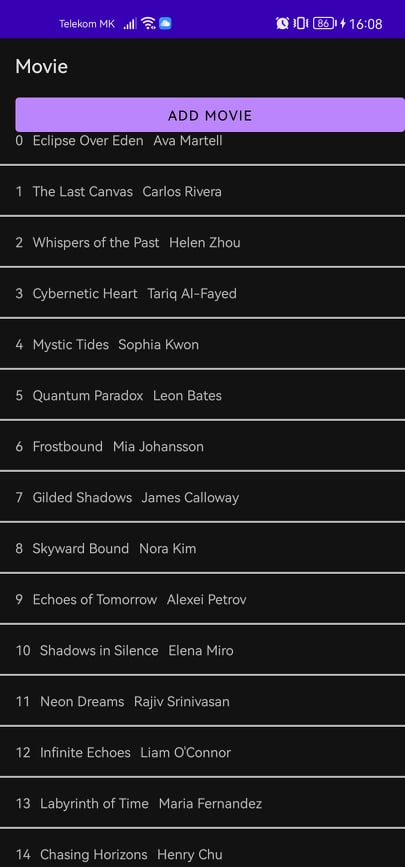 Telekom MK 86 16:08
Movie
ADD MOVIE
0 Eclipse Over Eden Ava Martell
1 The Last Canvas Carlos Rivera
2 Whispers of the Past Helen Zhou
3 Cybernetic Heart Tariq Al-Fayed
4 Mystic Tides Sophia Kwon
5 Quantum Paradox Leon Bates
6 Frostbound Mia Johansson
7 Gilded Shadows James Calloway
8 Skyward Bound Nora Kim
9 Echoes of Tomorrow Alexei Petrov
10 Shadows in Silence Elena Miro
11 Neon Dreams Rajiv Srinivasan
12 Infinite Echoes Liam O'Connor
13 Labyrinth of Time Maria Fernandez
14 Chasing Horizons Henry Chu